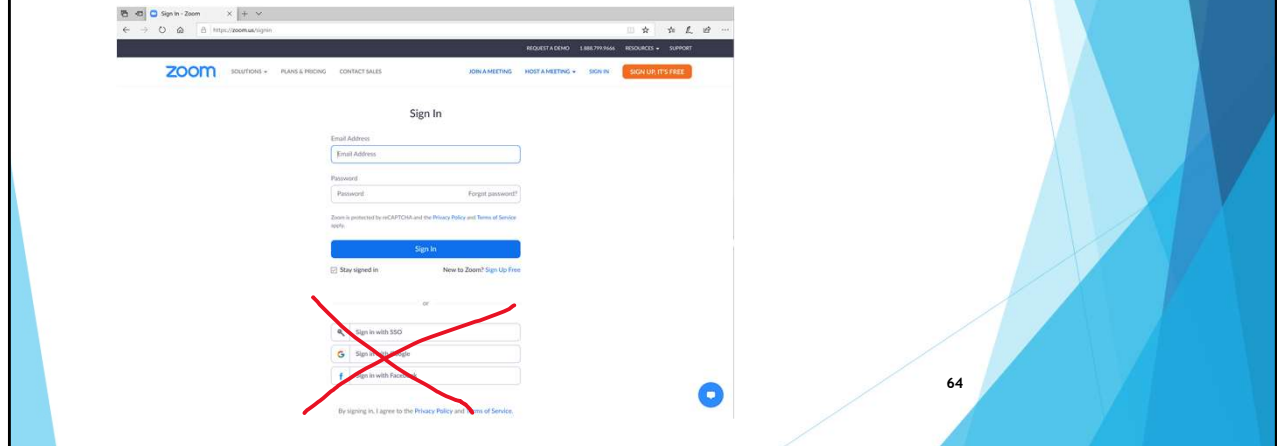 Sign In - Zoom
https://zoom.us/signin
REQUEST A DEMO 1.888.799.9666 RESOURCES SUPPORT
zoom SOLUTIONS PLANS & PRICING CONTACT SALES JOIN A MEETING HOST A MEETING SIGN IN SIGN UP, IT'S FREE
Sign In
Email Address
Email Address
Password
Password Forgot password?
Zoom is protected by reCAPTCHA and the Privacy Policy and Terms of Service
apply.
Sign In
Stay signed in New to Zoom? Sign Up Free
or
Sign in with SSO
Sign in with Google
Sign in with Facebook
By signing in, I agree to the Privacy Policy and Terms of Service.
64